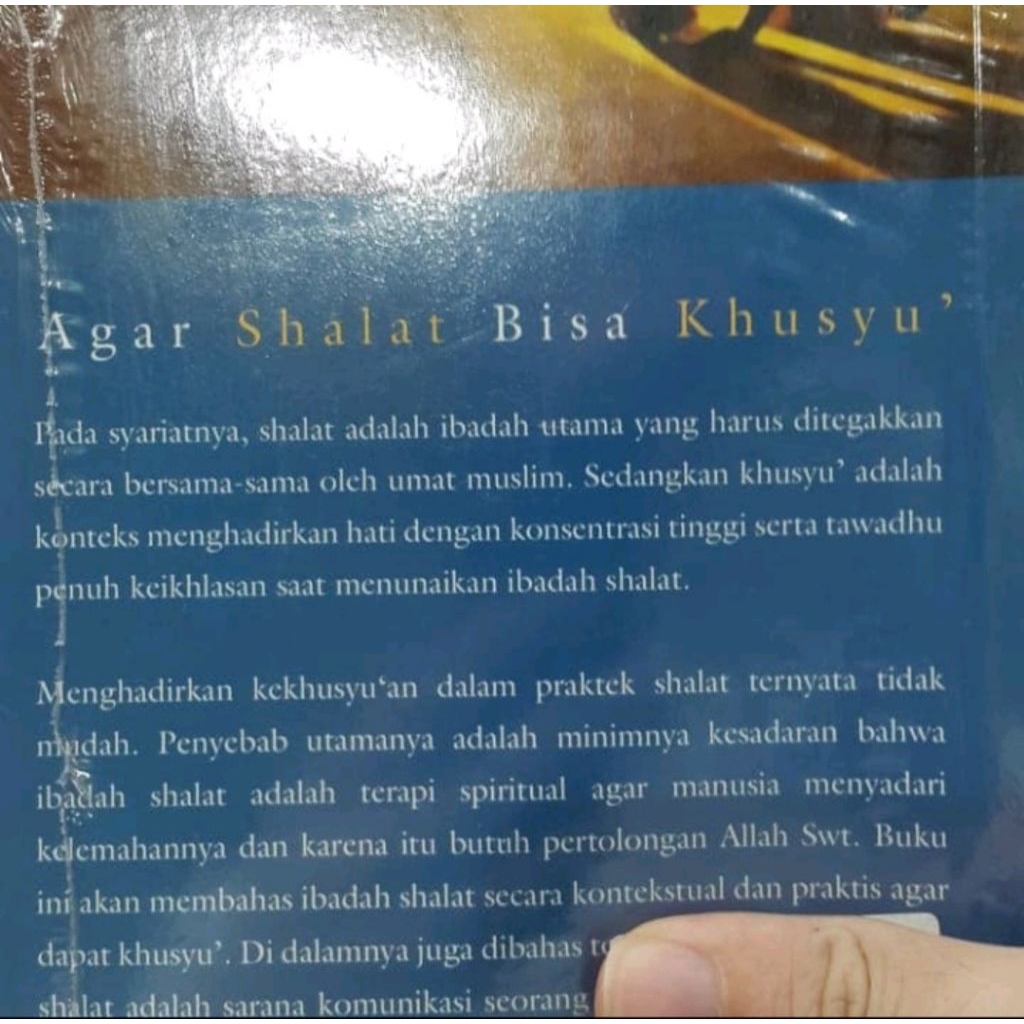 Agar Shalat Bisa Khusyu'
Pada syariatnya, shalat adalah ibadah utama yang harus ditegakkan
secara bersama-sama oleh umat muslim. Sedangkan khusyu' adalah
konteks menghadirkan hati dengan konsentrasi tinggi serta tawadhu
penuh keikhlasan saat menunaikan ibadah shalat.
Menghadirkan kekhusyu‘an dalam praktek shalat ternyata tidak
mudah. Penyebab utamanya adalah minimnya kesadaran bahwa
ibadah shalat adalah terapi spiritual agar manusia menyadari
kelemahannya dan karena itu butuh pertolongan Allah Swt. Buku
ini akan membahas ibadah shalat secara kontekstual dan praktis agar
dapat khusyu'. Di dalamnya juga dibahas
shalat adalah sarana komunikasi seorang